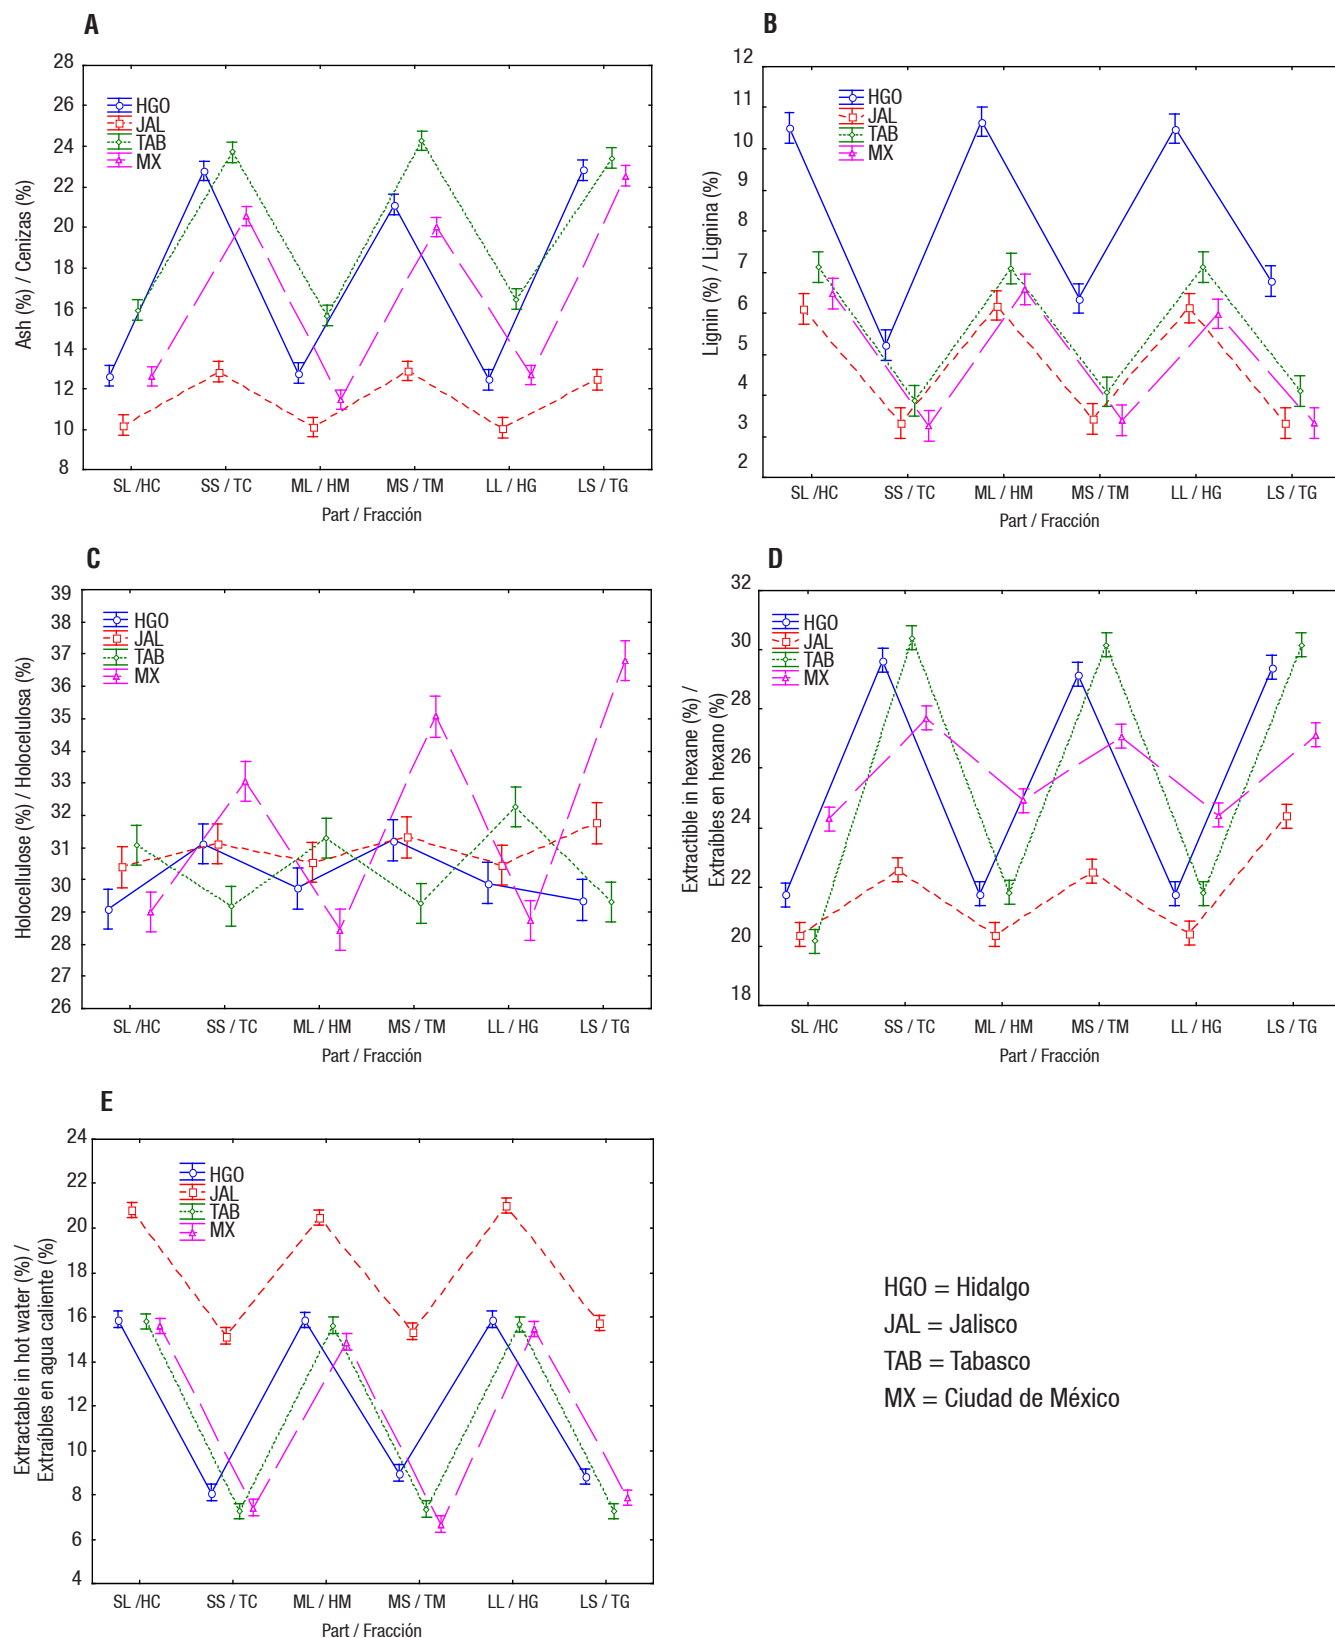 A
28
26
24
22
20
18
16
14
12
10
8
Ash (%) / Cenizas (%)
HGO
JAL
TAB
MX
SL /HC SS / TC ML / HM MS / TM LL / HG LS / TG
Part / Fracción
B
12
11
10
9
8
7
6
5
4
3
2
Lignin (%) / Lignina (%)
HGO
JAL
TAB
MX
SL /HC SS / TC ML / HM MS / TM LL / HG LS / TG
Part / Fracción
C
39
38
37
36
35
34
33
32
31
30
29
28
27
26
Holocellulose (%) / Holocelulosa (%)
HGO
JAL
TAB
MX
SL /HC SS / TC ML / HM MS / TM LL / HG LS / TG
Part / Fracción
D
32
30
28
26
24
22
20
18
Extractible in hexane (%) /
Extraíbles en hexano (%)
HGO
JAL
TAB
MX
SL /HC SS / TC ML / HM MS / TM LL / HG LS / TG
Part / Fracción
E
24
22
20
18
16
14
12
10
8
6
4
Extractable in hot water (%) /
Extraíbles en agua caliente (%)
HGO
JAL
TAB
MX
SL /HC SS / TC ML / HM MS / TM LL / HG LS / TG
Part / Fracción
HGO = Hidalgo
JAL = Jalisco
TAB = Tabasco
MX = Ciudad de México